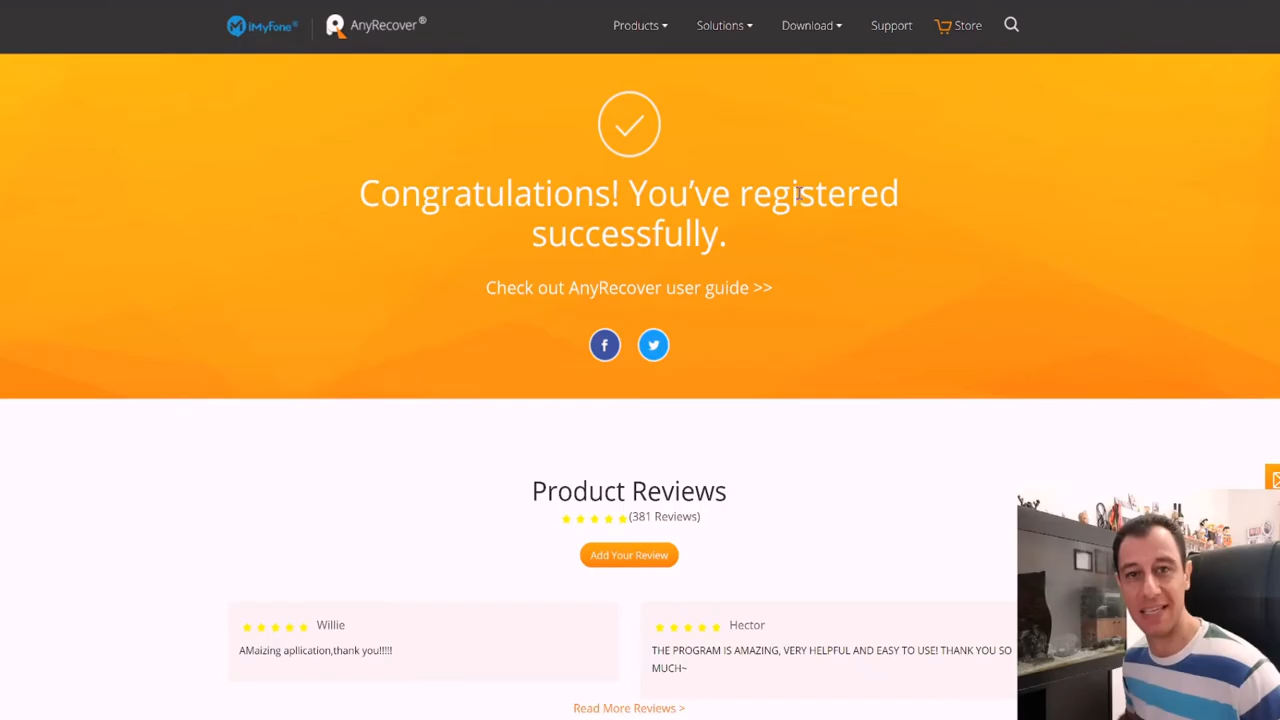 iMyFone® AnyRecover® Products Solutions Download Support Store
Congratulations! You've registered
successfully.
Check out AnyRecover user guide >>
Product Reviews
(381 Reviews)
Add Your Review
Willie
AMaizing apllication,thank you!!!!!
Hector
THE PROGRAM IS AMAZING, VERY HELPFUL AND EASY TO USE! THANK YOU SO
MUCH~
Read More Reviews >